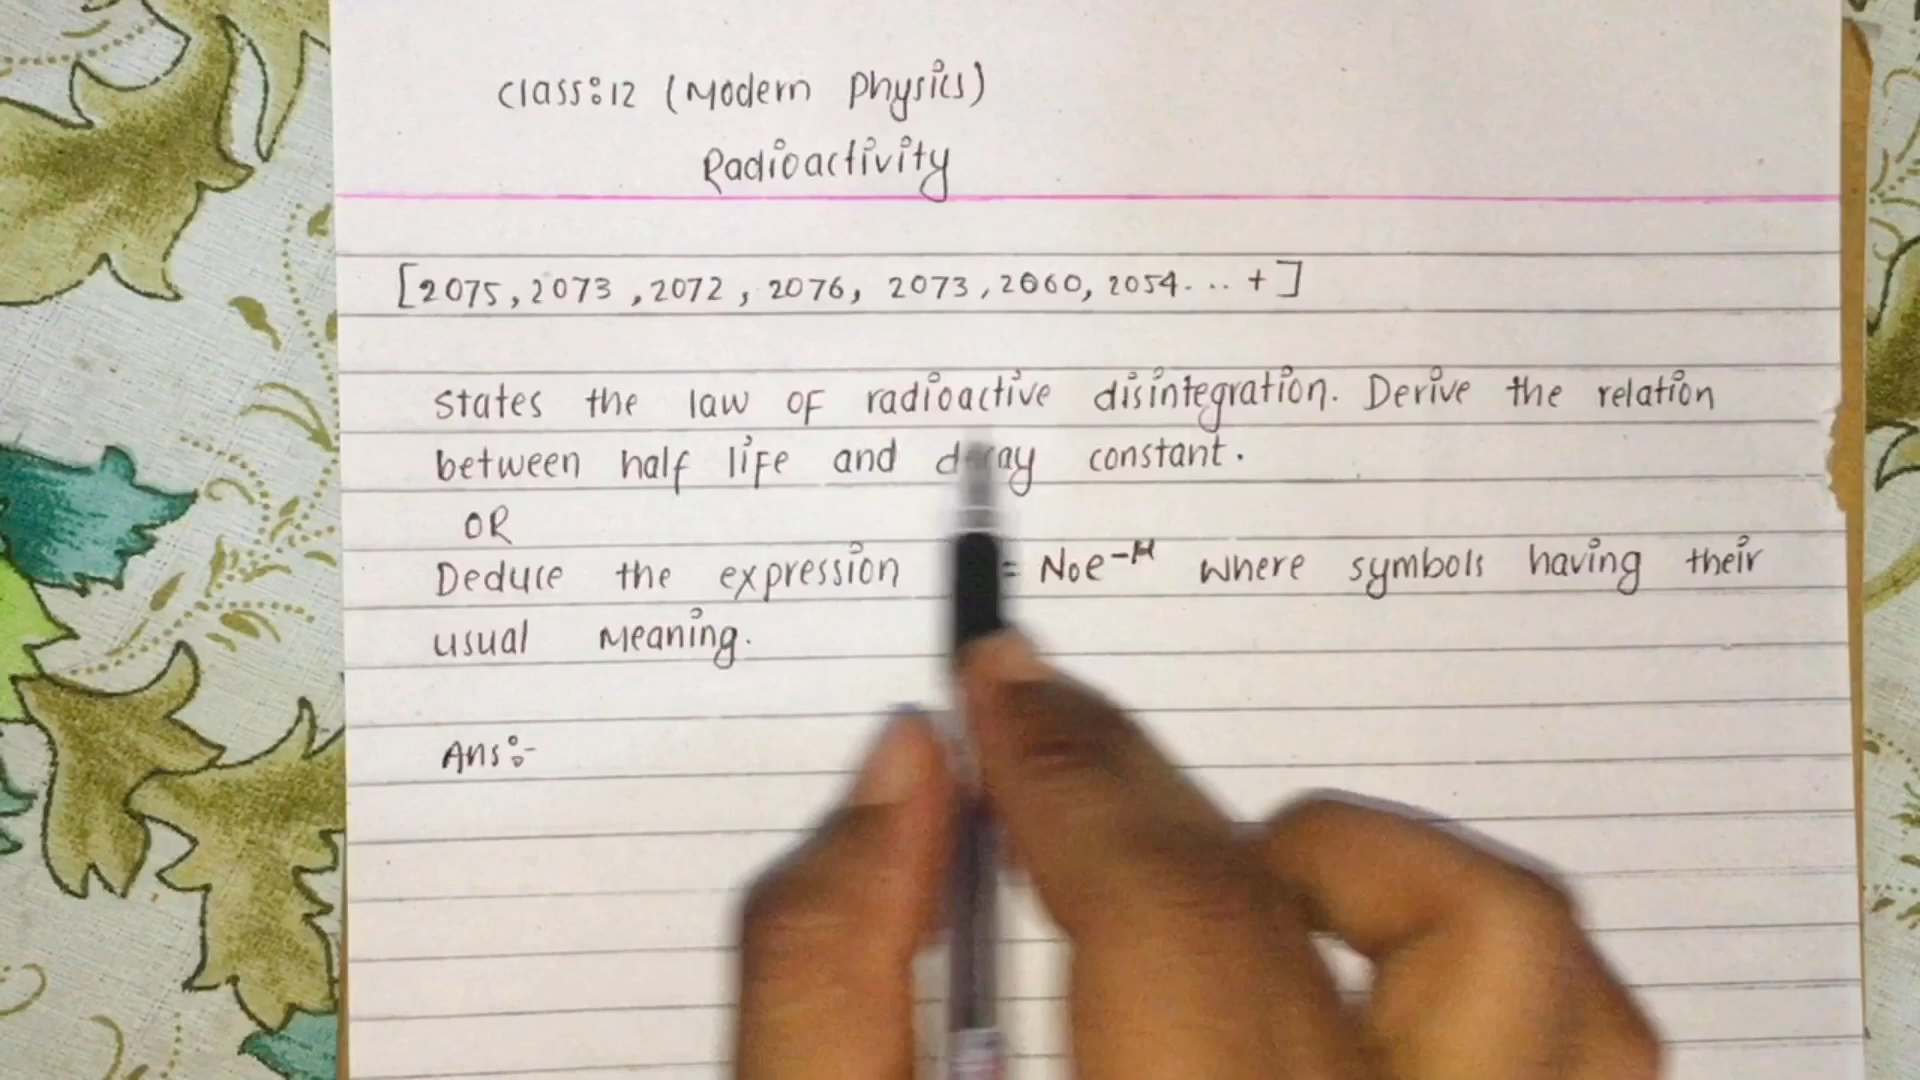 class:12 (Modern Physics)
Radioactivity
[2075, 2073, 2072, 2076, 2073, 2060, 2054... +]
States the law of radioactive disintegration. Derive the relation
between half life and constant.
OR
Deduce the expression = Noe-λt where symbols having their
usual Meaning.
Ans:-